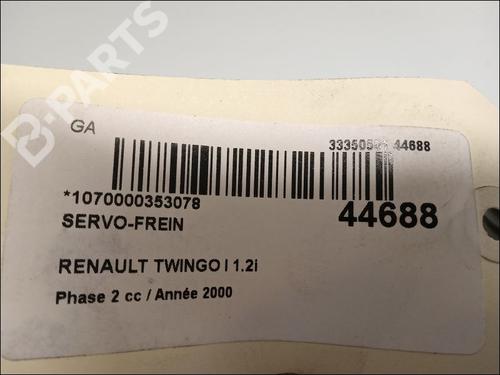 B-PARTS
GA
44688
*1070000353078
SERVO-FREIN
44688
RENAULT TWINGO I 1.2i
Phase 2 cc / Année 2000